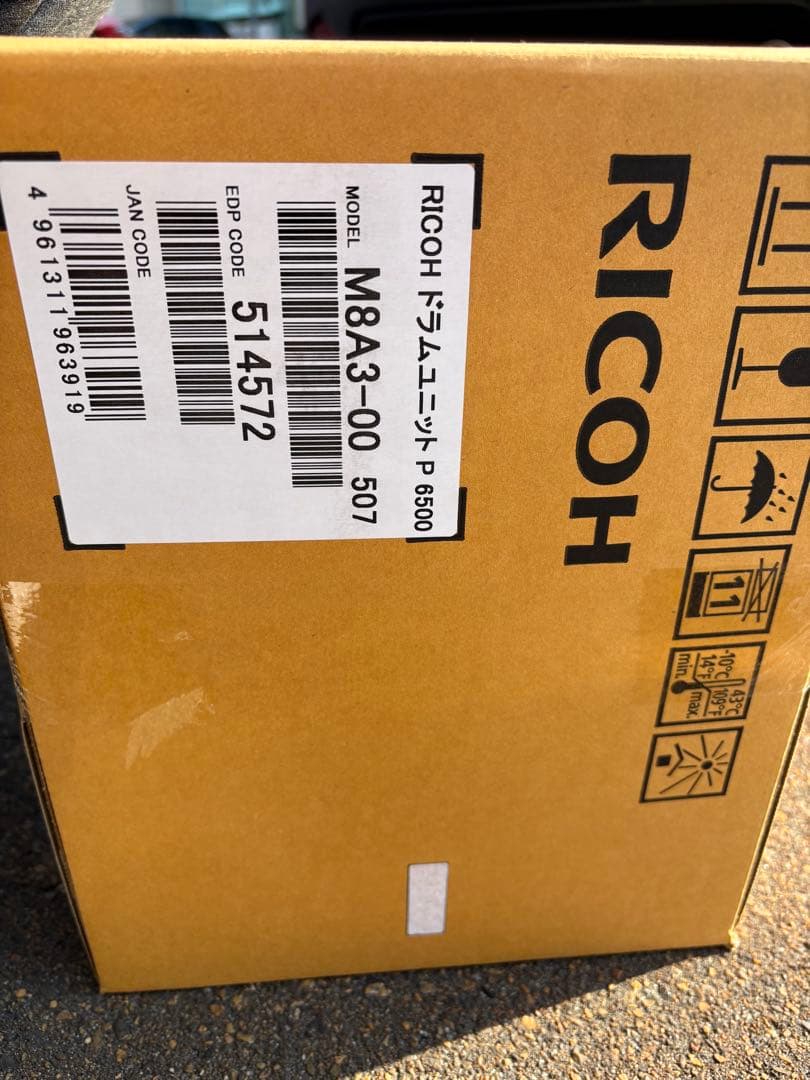 RICOH
RICOH ドラムユニット P 6500
MODEL M8A3-00 507
EDP CODE 514572
JAN CODE
4 961311 963919
11
-10℃ 43℃
14°F 109°F
min. max.